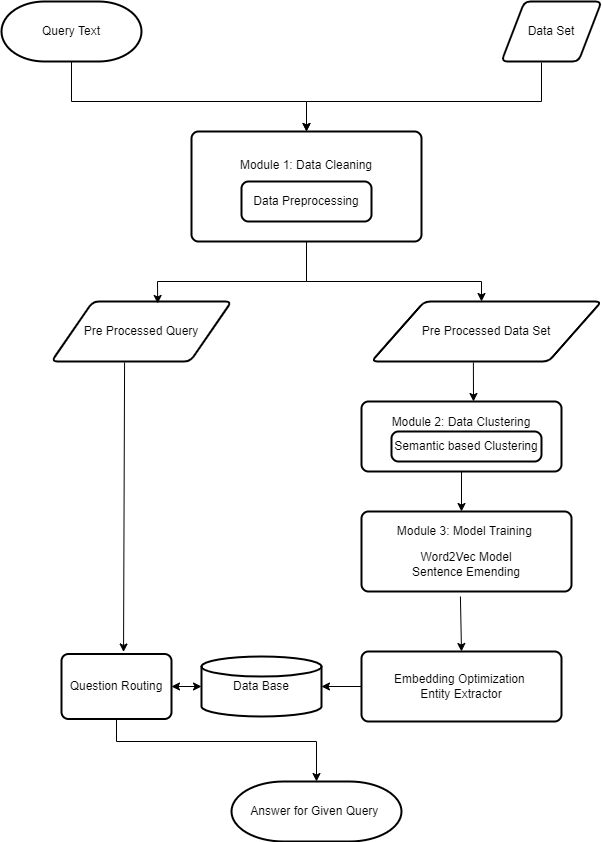 Query Text
Data Set
Module 1: Data Cleaning
Data Preprocessing
Pre Processed Query
Pre Processed Data Set
Module 2: Data Clustering
Semantic based Clustering
Module 3: Model Training
Word2Vec Model
Sentence Emending
Question Routing
Data Base
Embedding Optimization
Entity Extractor
Answer for Given Query